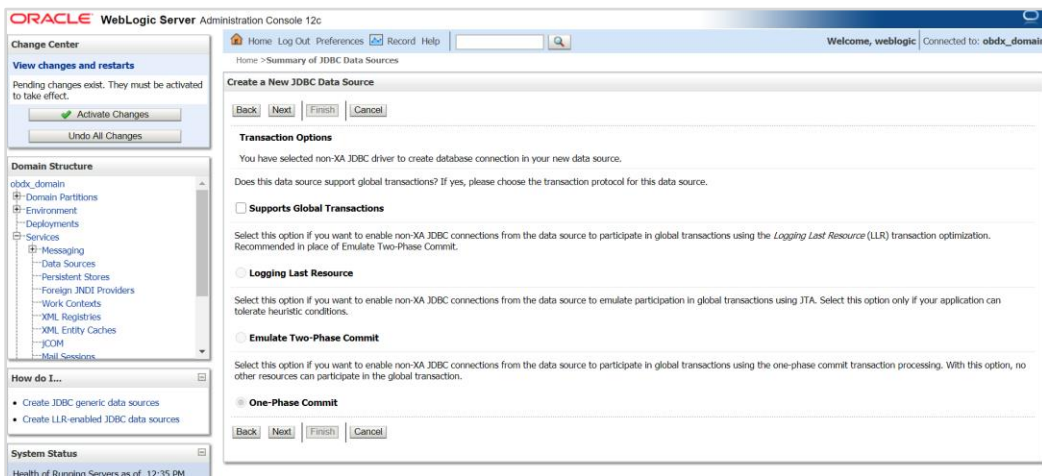 ORACLE WebLogic Server Administration Console 12c
Change Center
View changes and restarts
Pending changes exist. They must be activated
to take effect.
Activate Changes
Undo All Changes
Domain Structure
obdx_domain
Domain Partitions
Environment
Deployments
Services
Messaging
Data Sources
Persistent Stores
Foreign JNDI Providers
Work Contexts
XML Registries
XML Entity Caches
jCOM
Mail Sessions
How do I...
Create JDBC generic data sources
Create LLR-enabled JDBC data sources
System Status
Health of Running Servers as of 12:35 PM
Home Log Out Preferences Record Help
Welcome, weblogic Connected to: obdx_domain
Home >Summary of JDBC Data Sources
Create a New JDBC Data Source
Back Next Finish Cancel
Transaction Options
You have selected non-XA JDBC driver to create database connection in your new data source.
Does this data source support global transactions? If yes, please choose the transaction protocol for this data source.
Supports Global Transactions
Select this option if you want to enable non-XA JDBC connections from the data source to participate in global transactions using the Logging Last Resource (LLR) transaction optimization.
Recommended in place of Emulate Two-Phase Commit.
Logging Last Resource
Select this option if you want to enable non-XA JDBC connections from the data source to emulate participation in global transactions using JTA. Select this option only if your application can
tolerate heuristic conditions.
Emulate Two-Phase Commit
Select this option if you want to enable non-XA JDBC connections from the data source to participate in global transactions using the one-phase commit transaction processing. With this option, no
other resources can participate in the global transaction.
One-Phase Commit
Back Next Finish Cancel